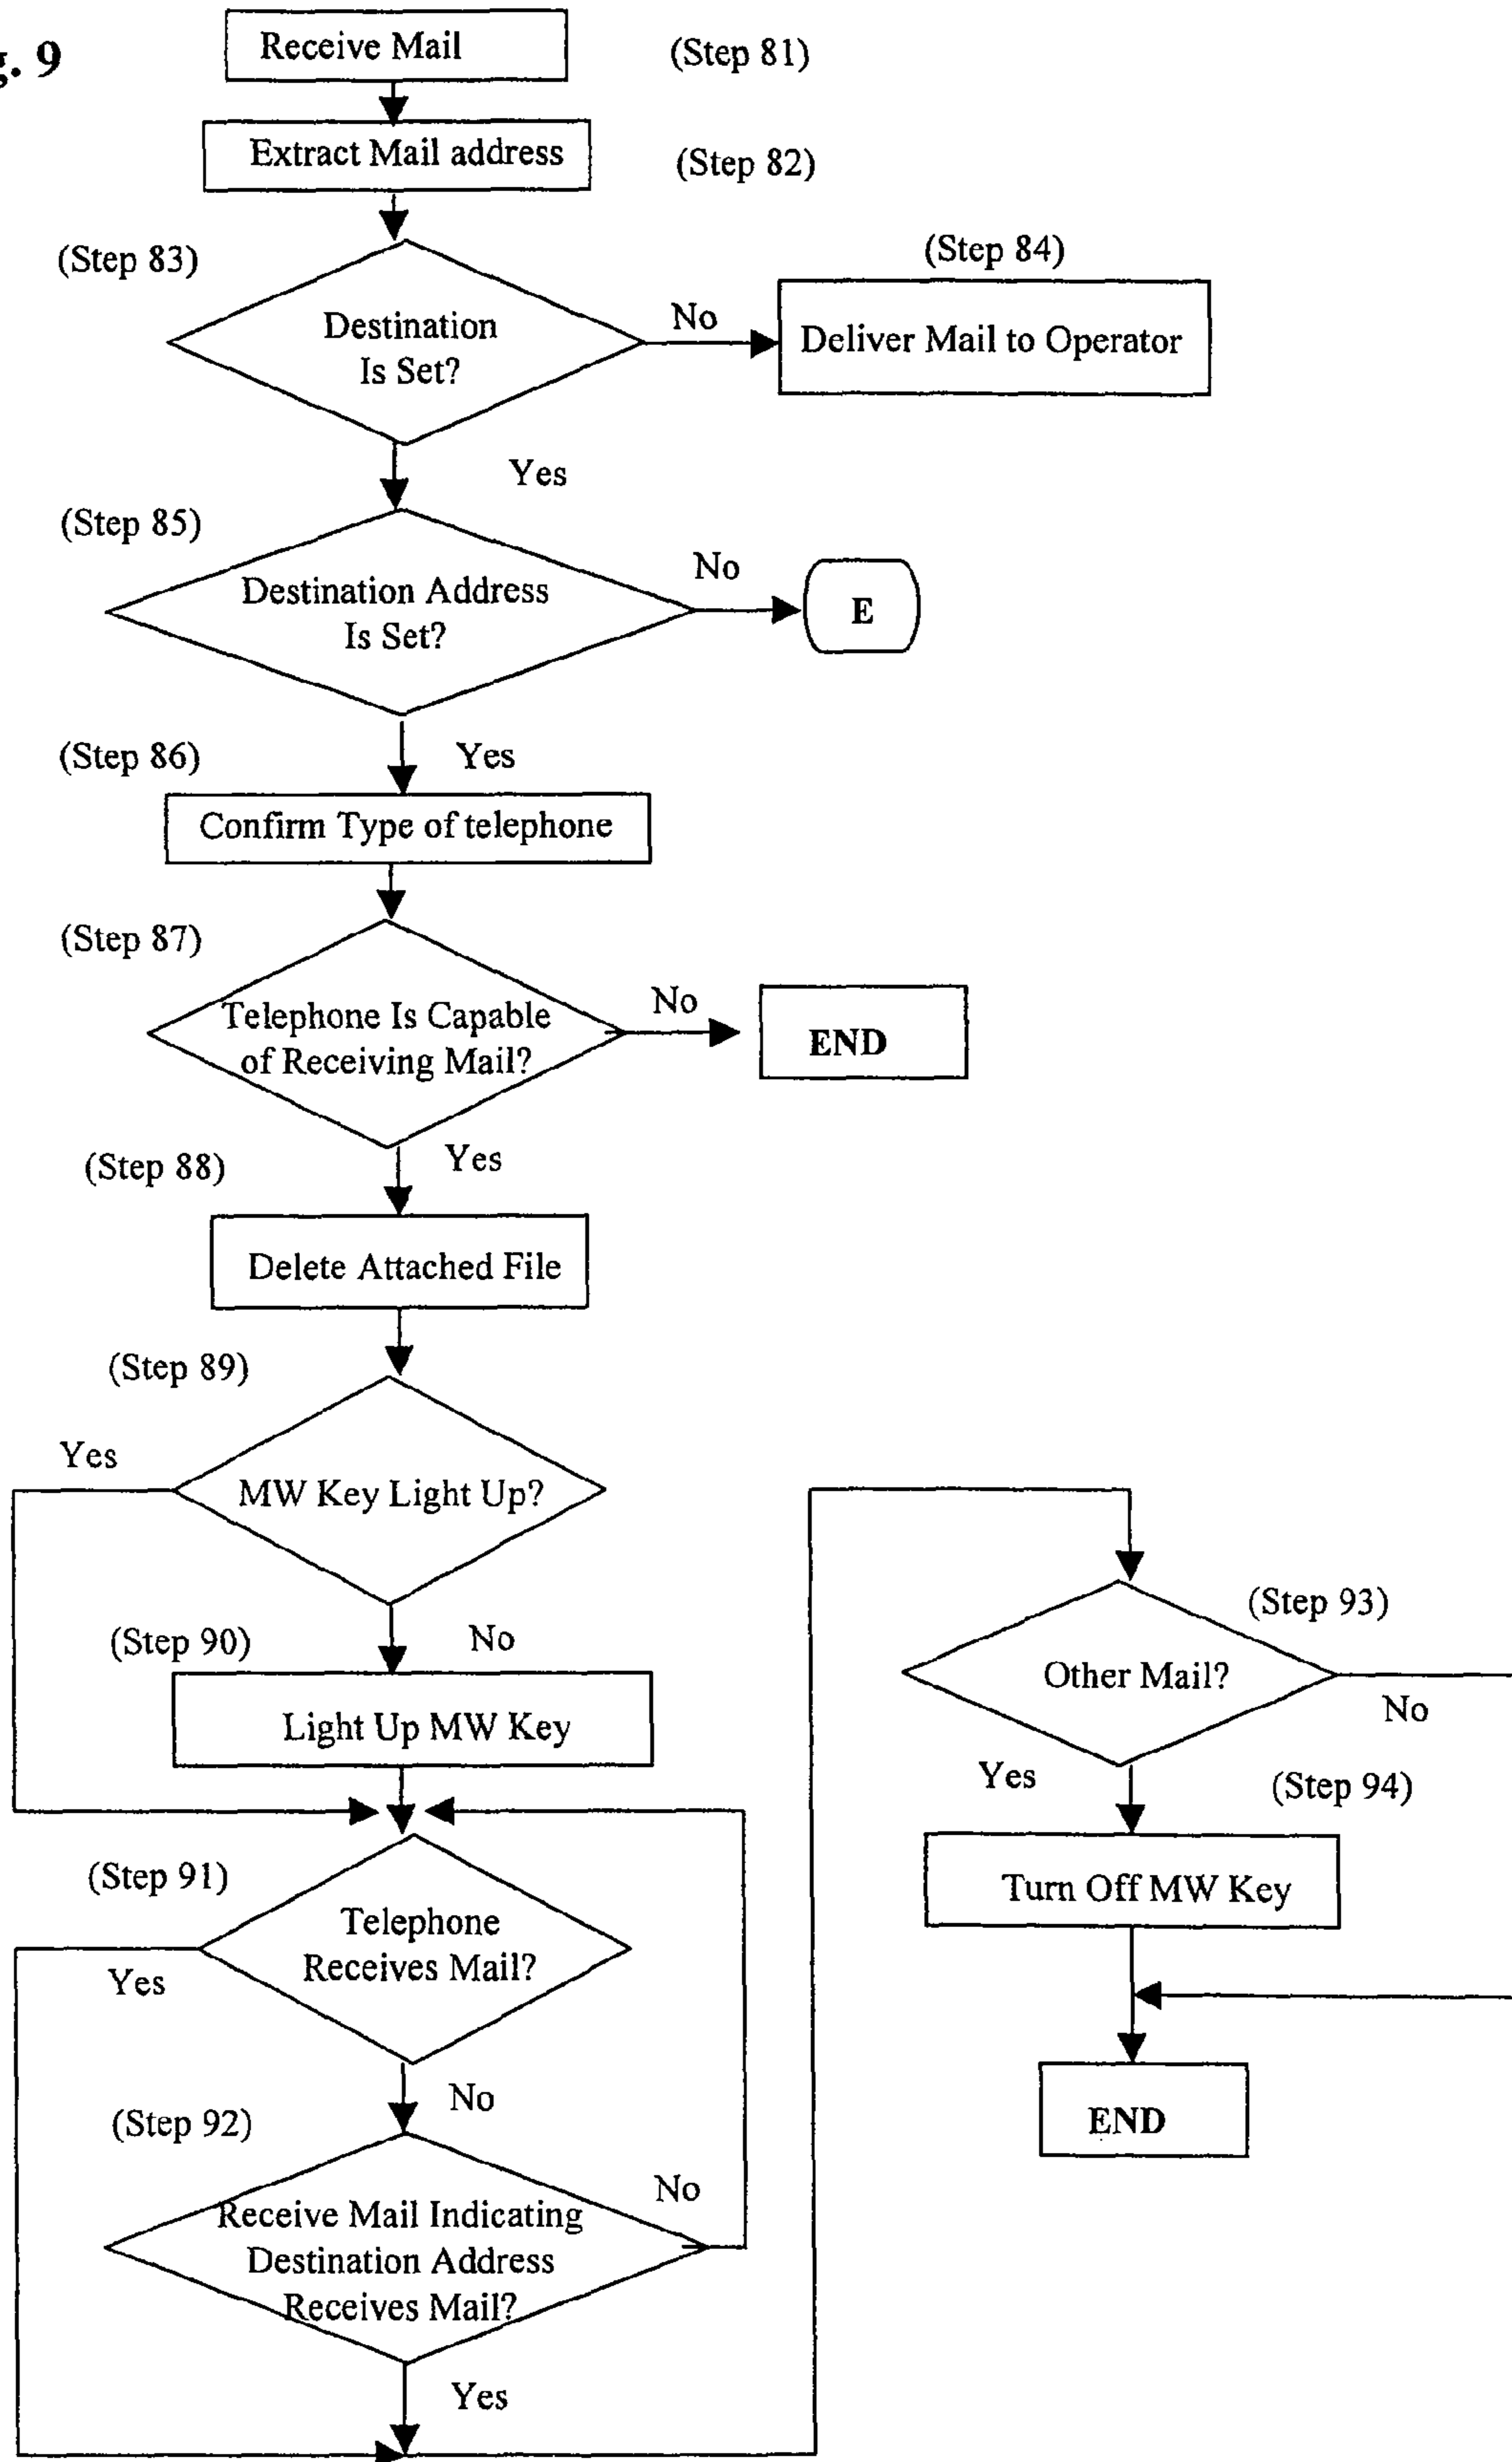 g. 9
Receive Mail
(Step 81)
Extract Mail address
(Step 82)
(Step 83)
Destination
Is Set?
No
(Step 84)
Deliver Mail to Operator
Yes
(Step 85)
Destination Address
Is Set?
No
E
(Step 86)
Yes
Confirm Type of telephone
(Step 87)
Telephone Is Capable
of Receiving Mail?
No
END
(Step 88)
Yes
Delete Attached File
(Step 89)
Yes
MW Key Light Up?
(Step 90)
No
Light Up MW Key
(Step 91)
Telephone
Receives Mail?
Yes
No
(Step 92)
Receive Mail Indicating
Destination Address
Receives Mail?
No
Yes
(Step 93)
Other Mail?
No
Yes
(Step 94)
Turn Off MW Key
END